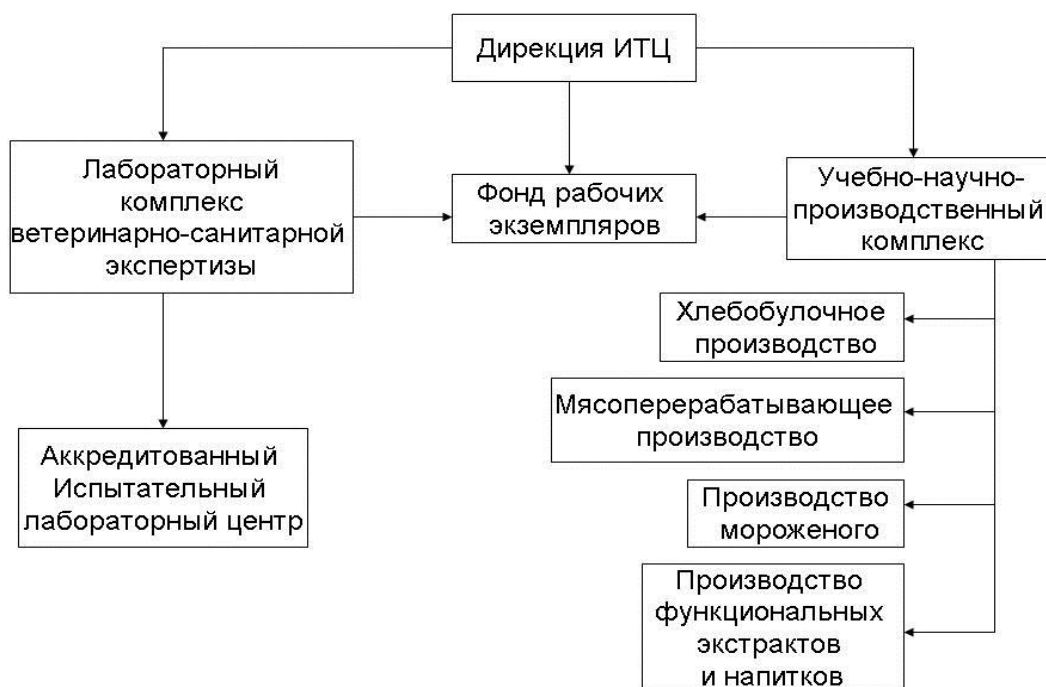 Дирекция ИТЦ
Лабораторный
комплекс
ветеринарно-санитарной
экспертизы
Фонд рабочих
экземпляров
Учебно-научно-
производственный
комплекс
Хлебобулочное
производство
Мясоперерабатывающее
производство
Аккредитованный
Испытательный
лабораторный центр
Производство
мороженого
Производство
функциональных
экстрактов
и напитков